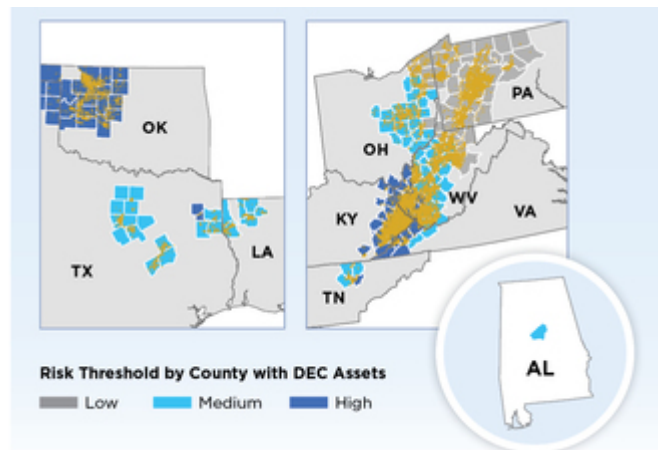 OK
TX
LA
PA
OH
WV
KY
VA
TN
AL
Risk Threshold by County with DEC Assets
Low Medium High